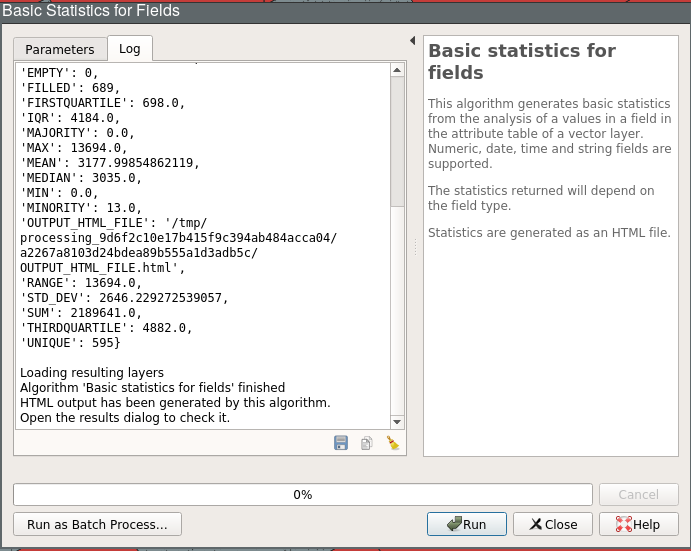 Basic Statistics for Fields
Parameters
Log
'EMPTY': 0,
'FILLED': 689,
'FIRSTQUARTILE': 698.0,
'IQR': 4184.0,
'MAJORITY': 0.0,
'MAX': 13694.0,
'MEAN': 3177.99854862119,
'MEDIAN': 3035.0,
'MIN': 0.0,
'MINORITY': 13.0,
'OUTPUT_HTML_FILE': '/tmp/
processing_9d6f2c10e17b415f9c394ab484acca04/
a2267a8103d24bdea89b555a1d3adb5c/
OUTPUT_HTML_FILE.html',
'RANGE': 13694.0,
'STD_DEV': 2646.229272539057,
'SUM': 2189641.0,
'THIRDQUARTILE': 4882.0,
'UNIQUE': 595}
Loading resulting layers
Algorithm 'Basic statistics for fields' finished
HTML output has been generated by this algorithm.
Open the results dialog to check it.
Basic statistics for
fields
This algorithm generates basic statistics
from the analysis of a values in a field in
the attribute table of a vector layer.
Numeric, date, time and string fields are
supported.
The statistics returned will depend on
the field type.
Statistics are generated as an HTML file.
0%
Cancel
Run as Batch Process...
Run
Close
Help